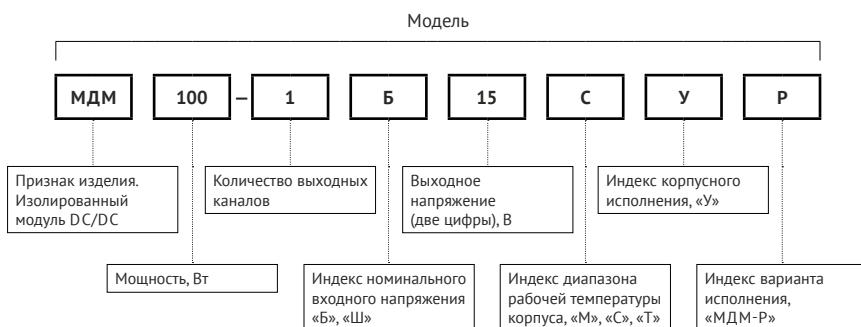 Модель
МДМ 100 – 1 Б 15 С У Р
Признак изделия.
Изолированный
модуль DC/DC
Количество выходных
каналов
Выходное
напряжение
(две цифры), В
Индекс корпусного
исполнения, «У»
Мощность, Вт
Индекс номинального
входного напряжения
«Б», «Ш»
Индекс диапазона
рабочей температуры
корпуса, «М», «С», «Т»
Индекс варианта
исполнения,
«МДМ-Р»